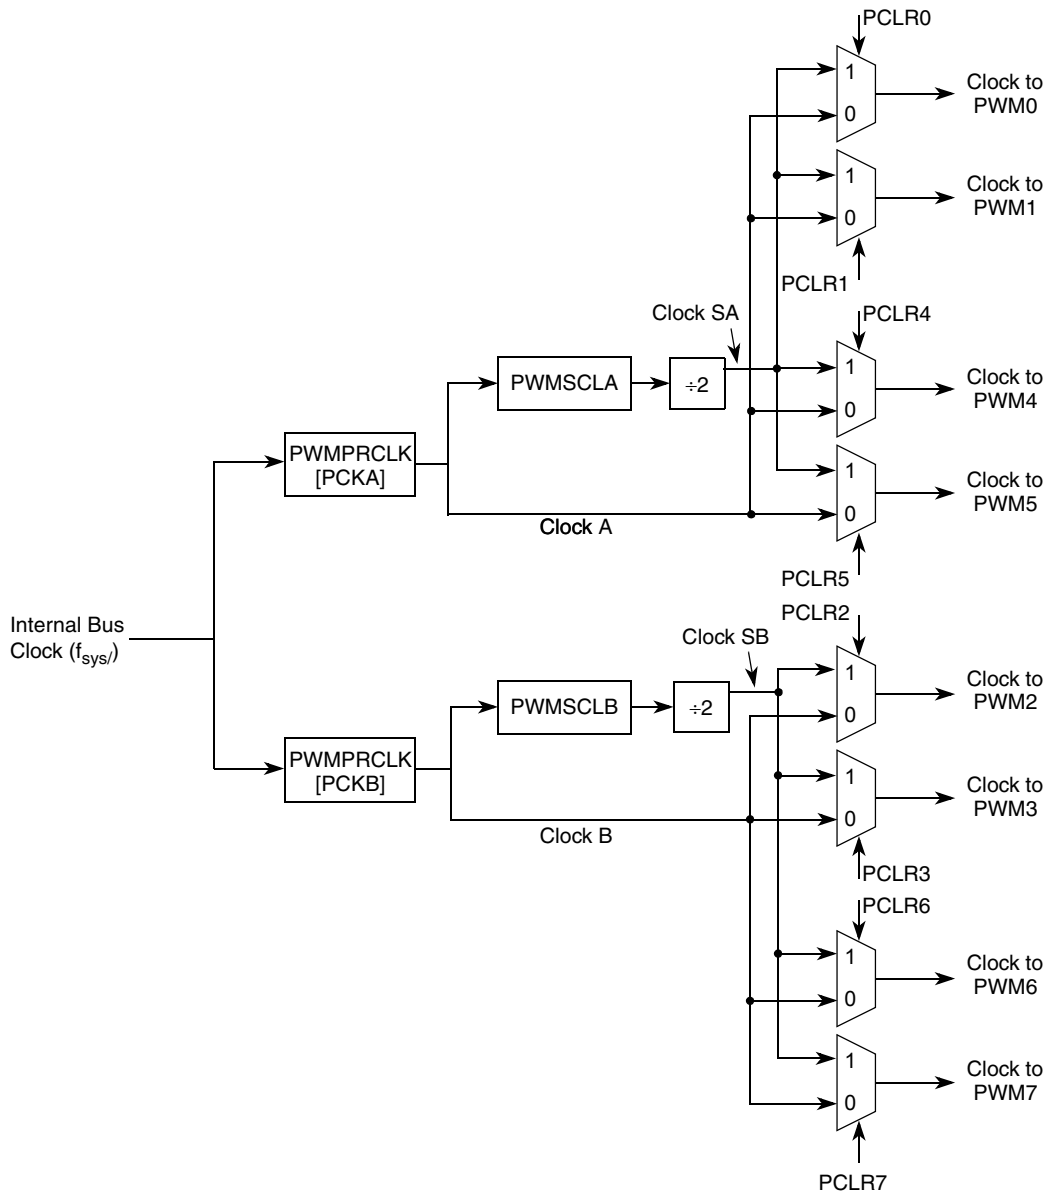 PCLR0
1
0
Clock to
PWM0
1
0
Clock to
PWM1
PCLR1
Clock SA
PCLR4
PWMSCLA
÷2
1
0
Clock to
PWM4
PWMPRCLK
[PCKA]
1
0
Clock to
PWM5
Clock A
PCLR5
Internal Bus
Clock (fsys/)
PCLR2
Clock SB
PWMSCLB
÷2
1
0
Clock to
PWM2
PWMPRCLK
[PCKB]
1
0
Clock to
PWM3
Clock B
PCLR3
PCLR6
1
0
Clock to
PWM6
1
0
Clock to
PWM7
PCLR7